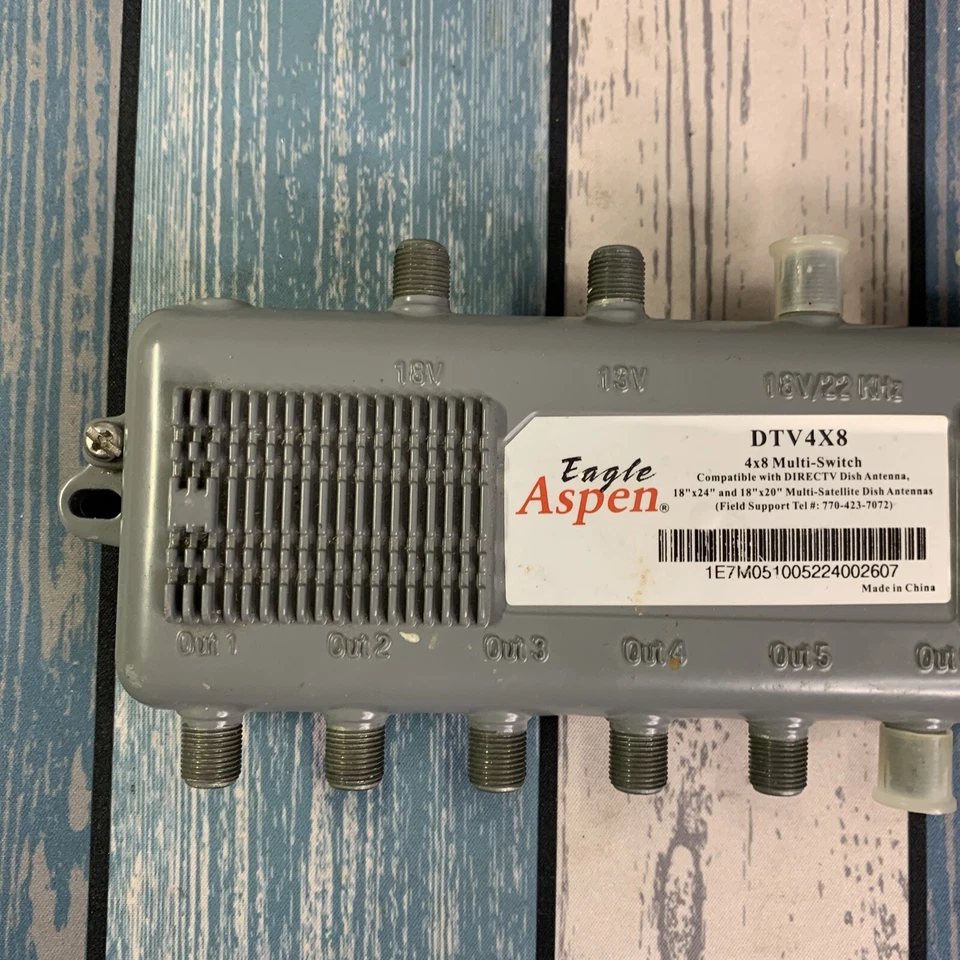 18V 13V 18V/22 KHz
Eagle
Aspen®
DTV4X8
4x8 Multi-Switch
Compatible with DIRECTV Dish Antenna,
18"x24" and 18"x20" Multi-Satellite Dish Antennas
(Field Support Tel #: 770-423-7072)
1E7M051005224002607
Made in China
Out 1 Out 2 Out 3 Out 4 Out 5 Out